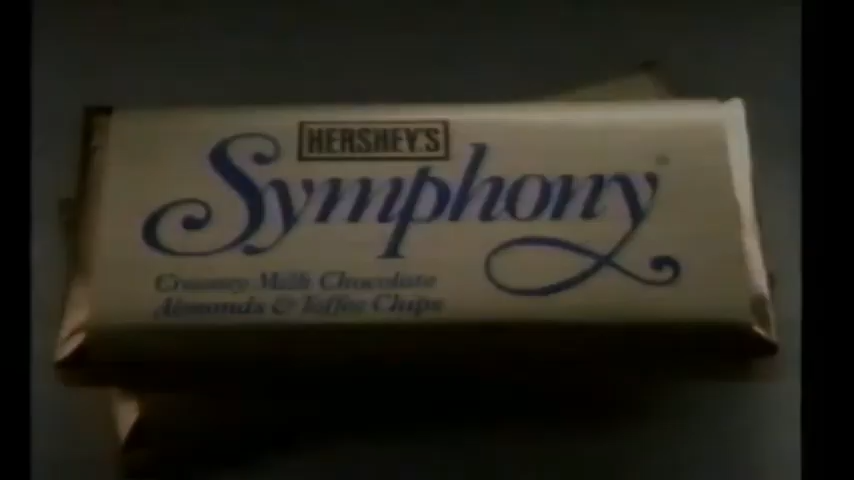 HERSHEY'S
Symphony
Creamy Milk Chocolate
Almonds & Toffee Chips